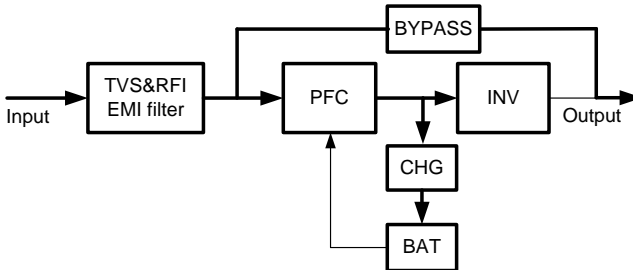 BYPASS
TVS&RFI
EMI filter
PFC
INV
Input
Output
CHG
BAT